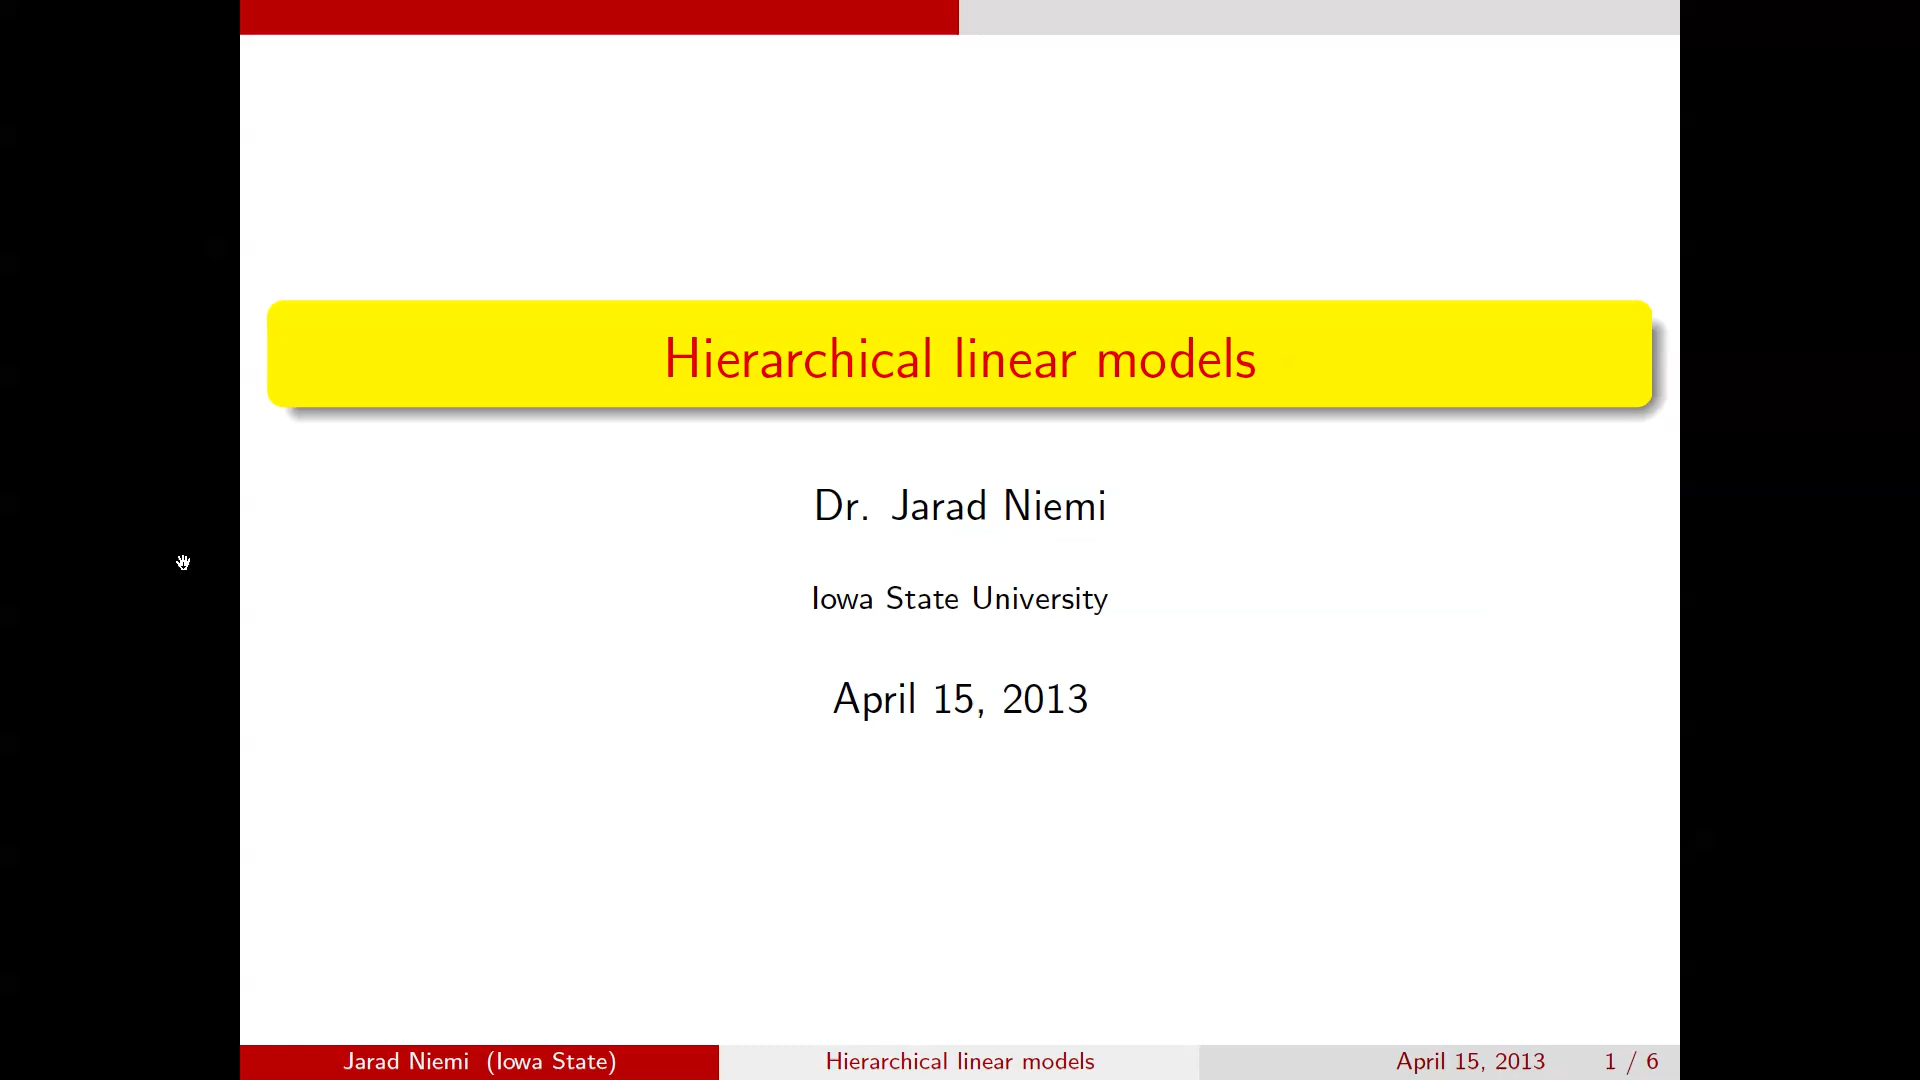 Hierarchical linear models
Dr. Jarad Niemi
Iowa State University
April 15, 2013
Jarad Niemi (Iowa State) Hierarchical linear models April 15, 2013 1 / 6